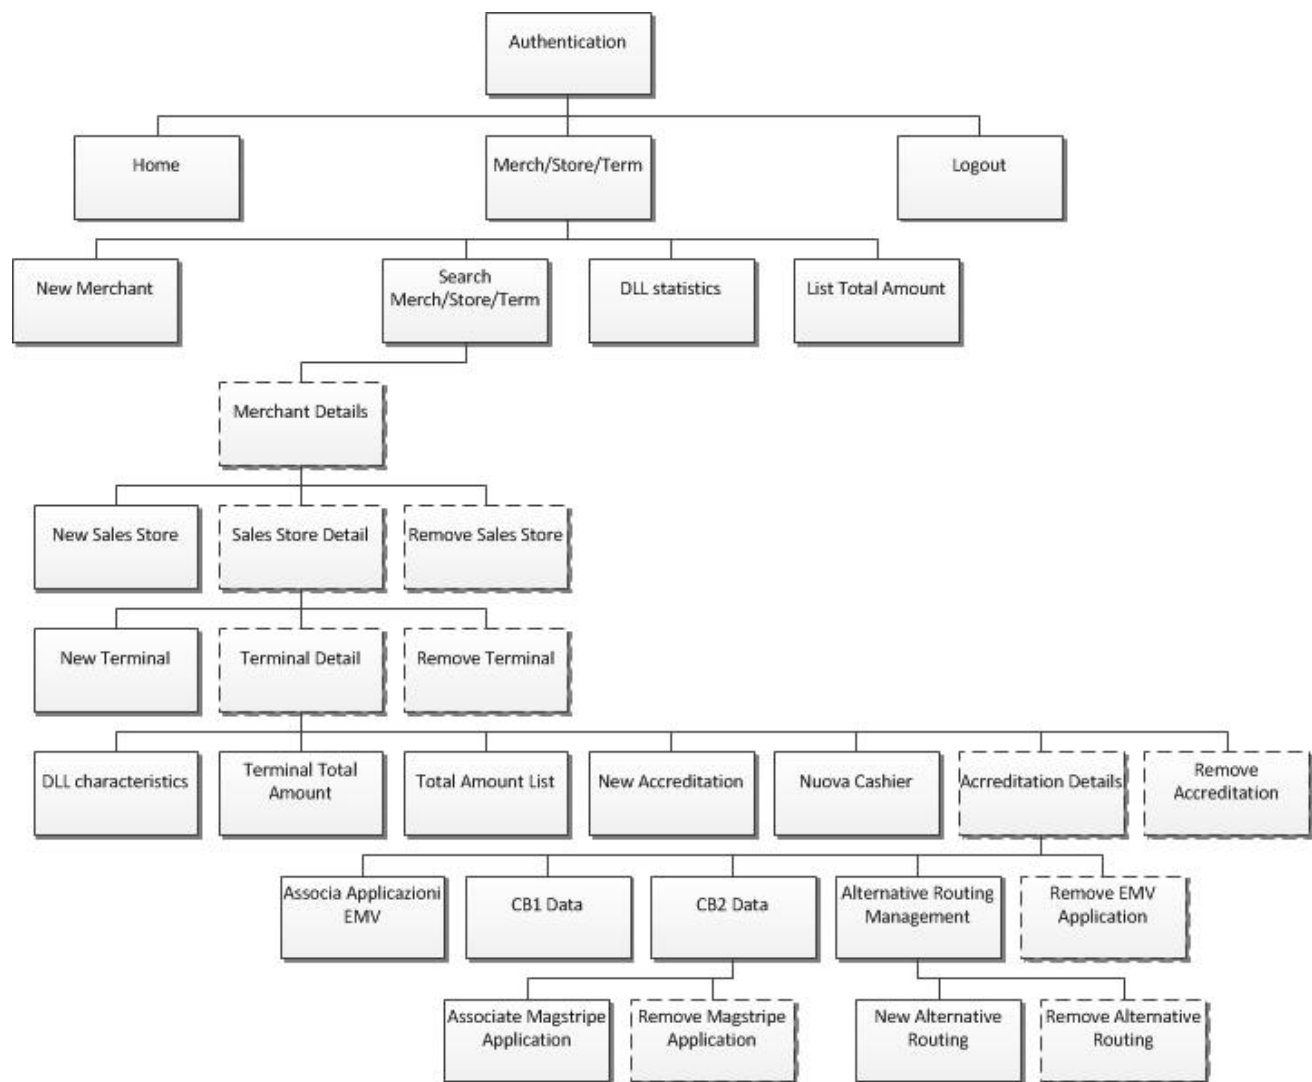 Authentication
Home
Merch/Store/Term
Logout
New Merchant
Search
Merch/Store/Term
DLL statistics
List Total Amount
Merchant Details
New Sales Store
Sales Store Detail
Remove Sales Store
New Terminal
Terminal Detail
Remove Terminal
DLL characteristics
Terminal Total
Amount
Total Amount List
New Accreditation
Nuova Cashier
Acrreditation Details
Remove
Accreditation
Associa Applicazioni
EMV
CB1 Data
CB2 Data
Alternative Routing
Management
Remove EMV
Application
Associate Magstripe
Application
Remove Magstripe
Application
New Alternative
Routing
Remove Alternative
Routing